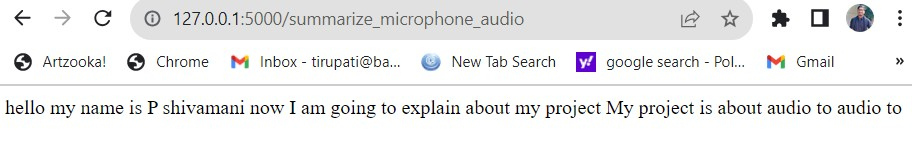 127.0.0.1:5000/summarize_microphone_audio
Artzooka! Chrome Inbox - tirupati@ba... New Tab Search google search - Pol... Gmail »
hello my name is P shivamani now I am going to explain about my project My project is about audio to audio to